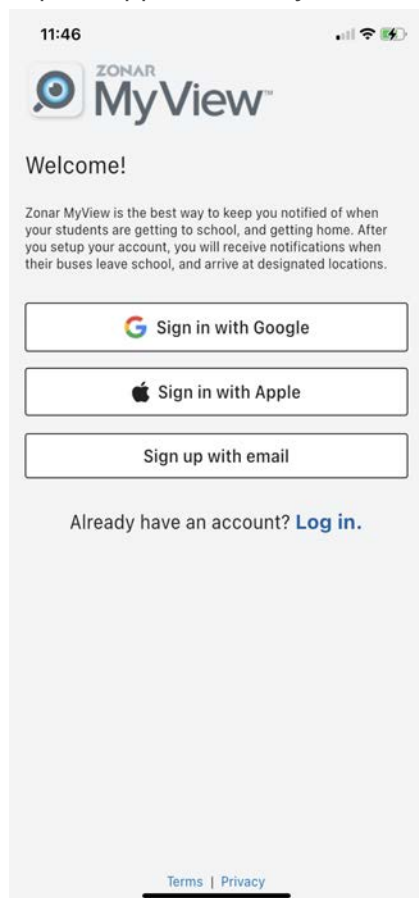 11:46
ZONAR
MyView™
Welcome!
Zonar MyView is the best way to keep you notified of when
your students are getting to school, and getting home. After
you setup your account, you will receive notifications when
their buses leave school, and arrive at designated locations.
Sign in with Google
Sign in with Apple
Sign up with email
Already have an account? Log in.
Terms | Privacy